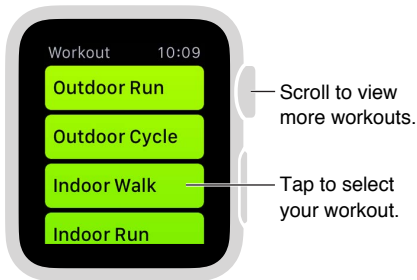 Workout 10:09
Outdoor Run
Outdoor Cycle
Indoor Walk
Indoor Run
Scroll to view
more workouts.
Tap to select
your workout.